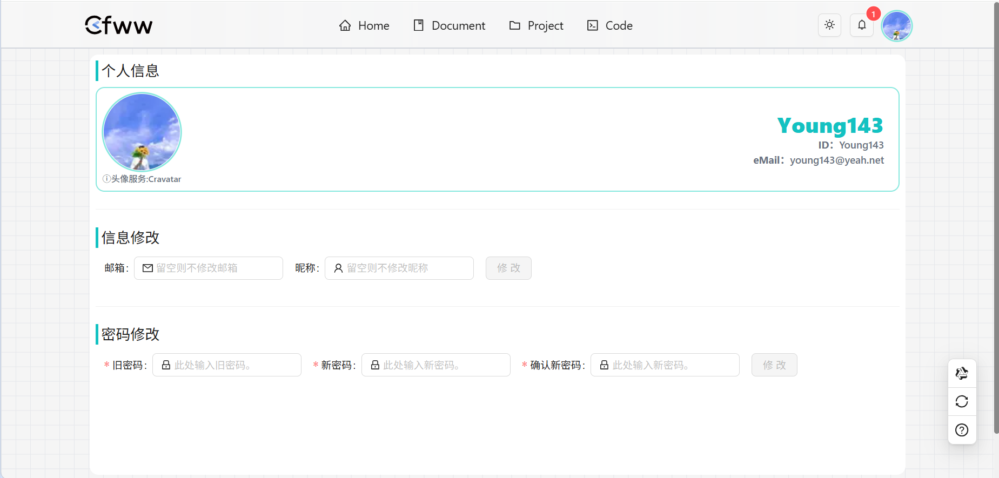 Cfww
Home Document Project Code
1
个人信息
Young143
ID：Young143
eMail：young143@yeah.net
头像服务:Cravatar
信息修改
邮箱: 留空则不修改邮箱 昵称: 留空则不修改昵称 修 改
密码修改
* 旧密码: 此处输入旧密码。 * 新密码: 此处输入新密码。 * 确认新密码: 此处输入新密码。 修 改